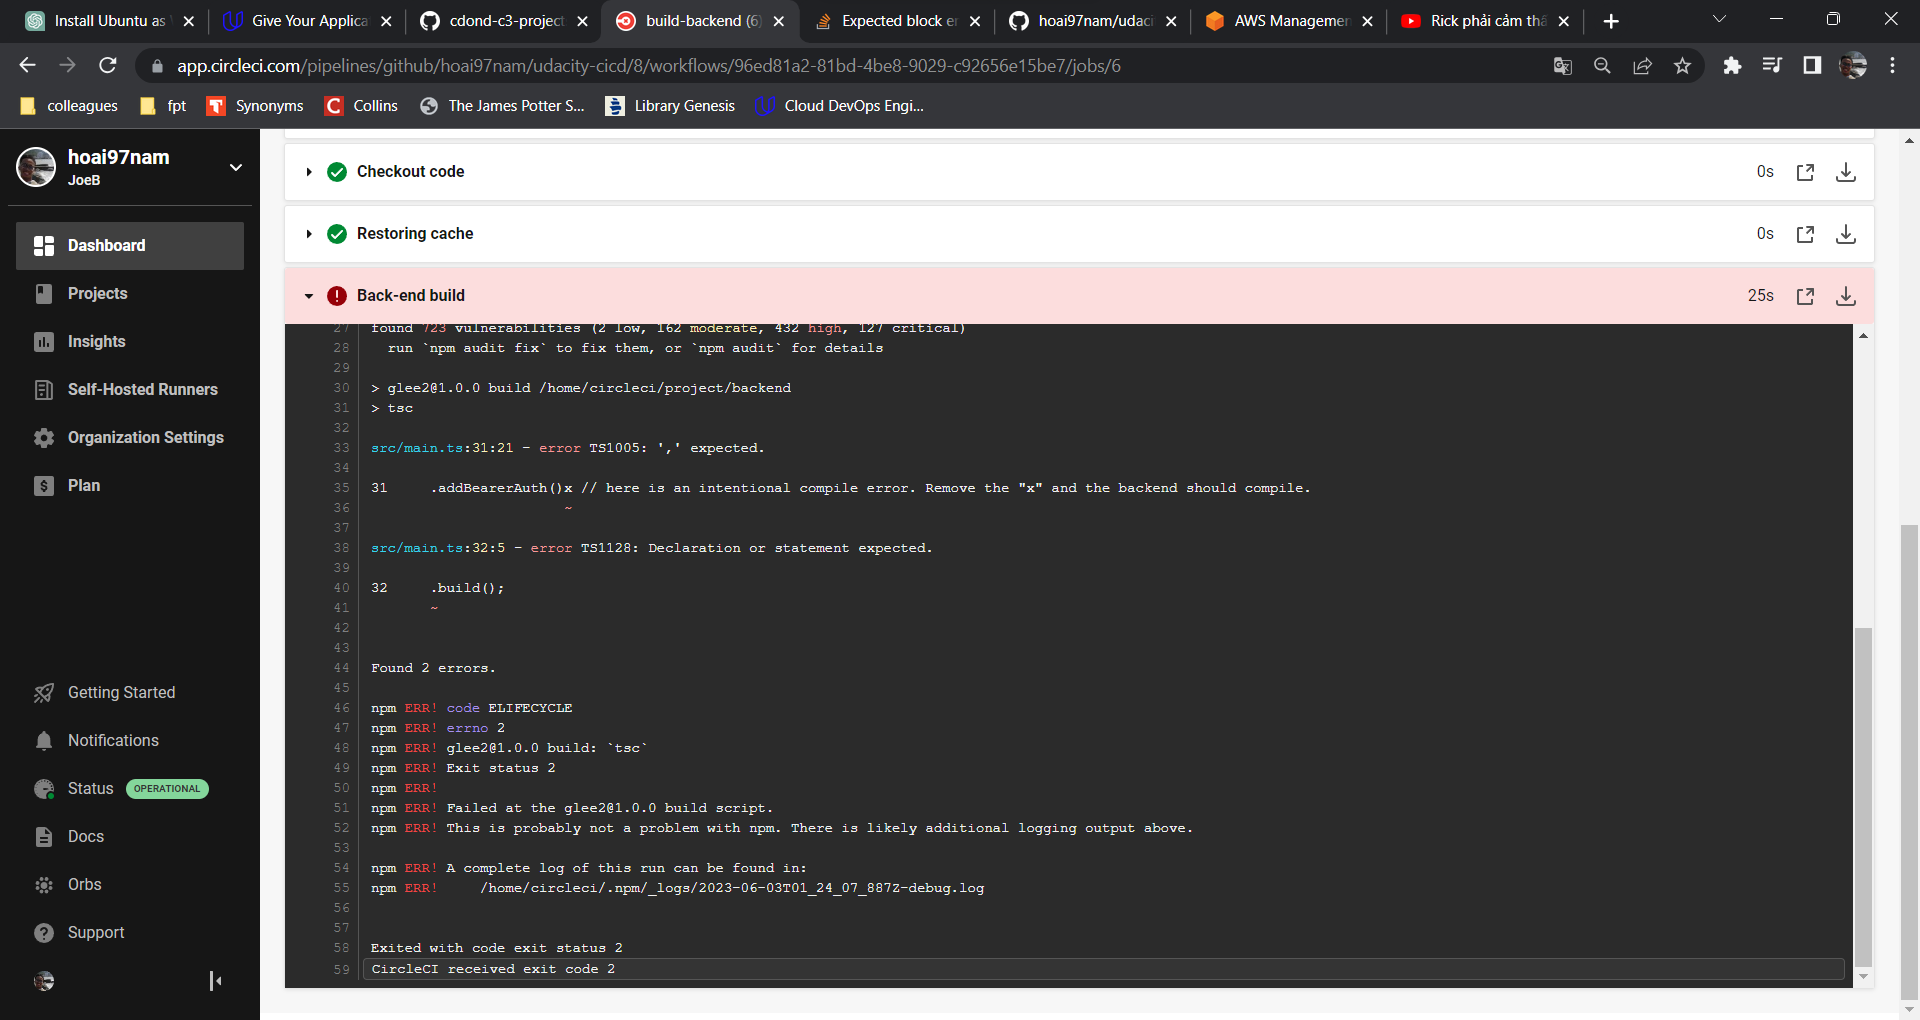 Install Ubuntu as
Give Your Applica
cdond-c3-project
build-backend (6)
Expected block e
hoai97nam/udaci
AWS Managemen
Rick phải cảm thấ
app.circleci.com/pipelines/github/hoai97nam/udacity-cicd/8/workflows/96ed81a2-81bd-4be8-9029-c92656e15be7/jobs/6
colleagues
fpt
Synonyms
Collins
The James Potter S...
Library Genesis
Cloud DevOps Engi...
hoai97nam
JoeB
Dashboard
Projects
Insights
Self-Hosted Runners
Organization Settings
Plan
Getting Started
Notifications
Status OPERATIONAL
Docs
Orbs
Support
Checkout code 0s
Restoring cache 0s
Back-end build 25s
27 found 723 vulnerabilities (2 low, 162 moderate, 432 high, 127 critical)
28 run `npm audit fix` to fix them, or `npm audit` for details
29
30 > glee2@1.0.0 build /home/circleci/project/backend
31 > tsc
32
33 src/main.ts:31:21 - error TS1005: ',' expected.
34
35 31 .addBearerAuth()x // here is an intentional compile error. Remove the "x" and the backend should compile.
36 ~
37
38 src/main.ts:32:5 - error TS1128: Declaration or statement expected.
39
40 32 .build();
41 ~
42
43
44 Found 2 errors.
45
46 npm ERR! code ELIFECYCLE
47 npm ERR! errno 2
48 npm ERR! glee2@1.0.0 build: `tsc`
49 npm ERR! Exit status 2
50 npm ERR!
51 npm ERR! Failed at the glee2@1.0.0 build script.
52 npm ERR! This is probably not a problem with npm. There is likely additional logging output above.
53
54 npm ERR! A complete log of this run can be found in:
55 npm ERR! /home/circleci/.npm/_logs/2023-06-03T01_24_07_887Z-debug.log
56
57
58 Exited with code exit status 2
59 CircleCI received exit code 2